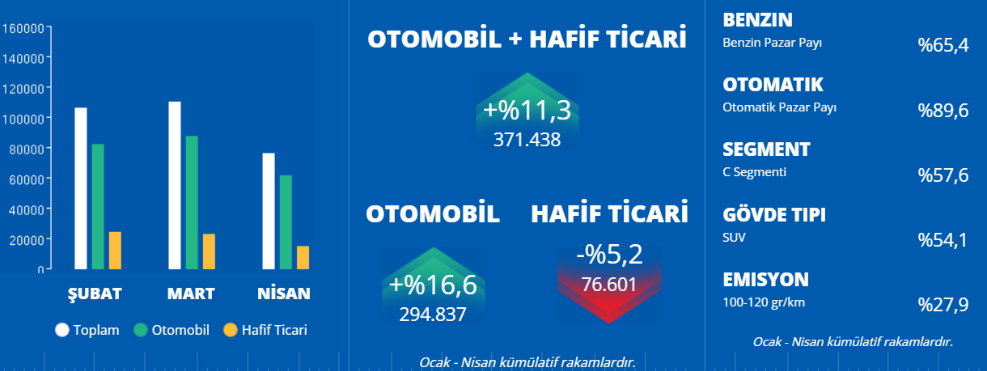 160000
140000
120000
100000
80000
60000
40000
20000
0
ŞUBAT MART NİSAN
Toplam Otomobil Hafif Ticari
OTOMOBİL + HAFİF TİCARİ
+%11,3
371.438
OTOMOBİL
+%16,6
294.837
HAFİF TİCARİ
-%5,2
76.601
Ocak - Nisan kümülatif rakamlardır.
BENZIN
Benzin Pazar Payı %65,4
OTOMATIK
Otomatik Pazar Payı %89,6
SEGMENT
C Segmenti %57,6
GÖVDE TIPI
SUV %54,1
EMISYON
100-120 gr/km %27,9
Ocak - Nisan kümülatif rakamlardır.